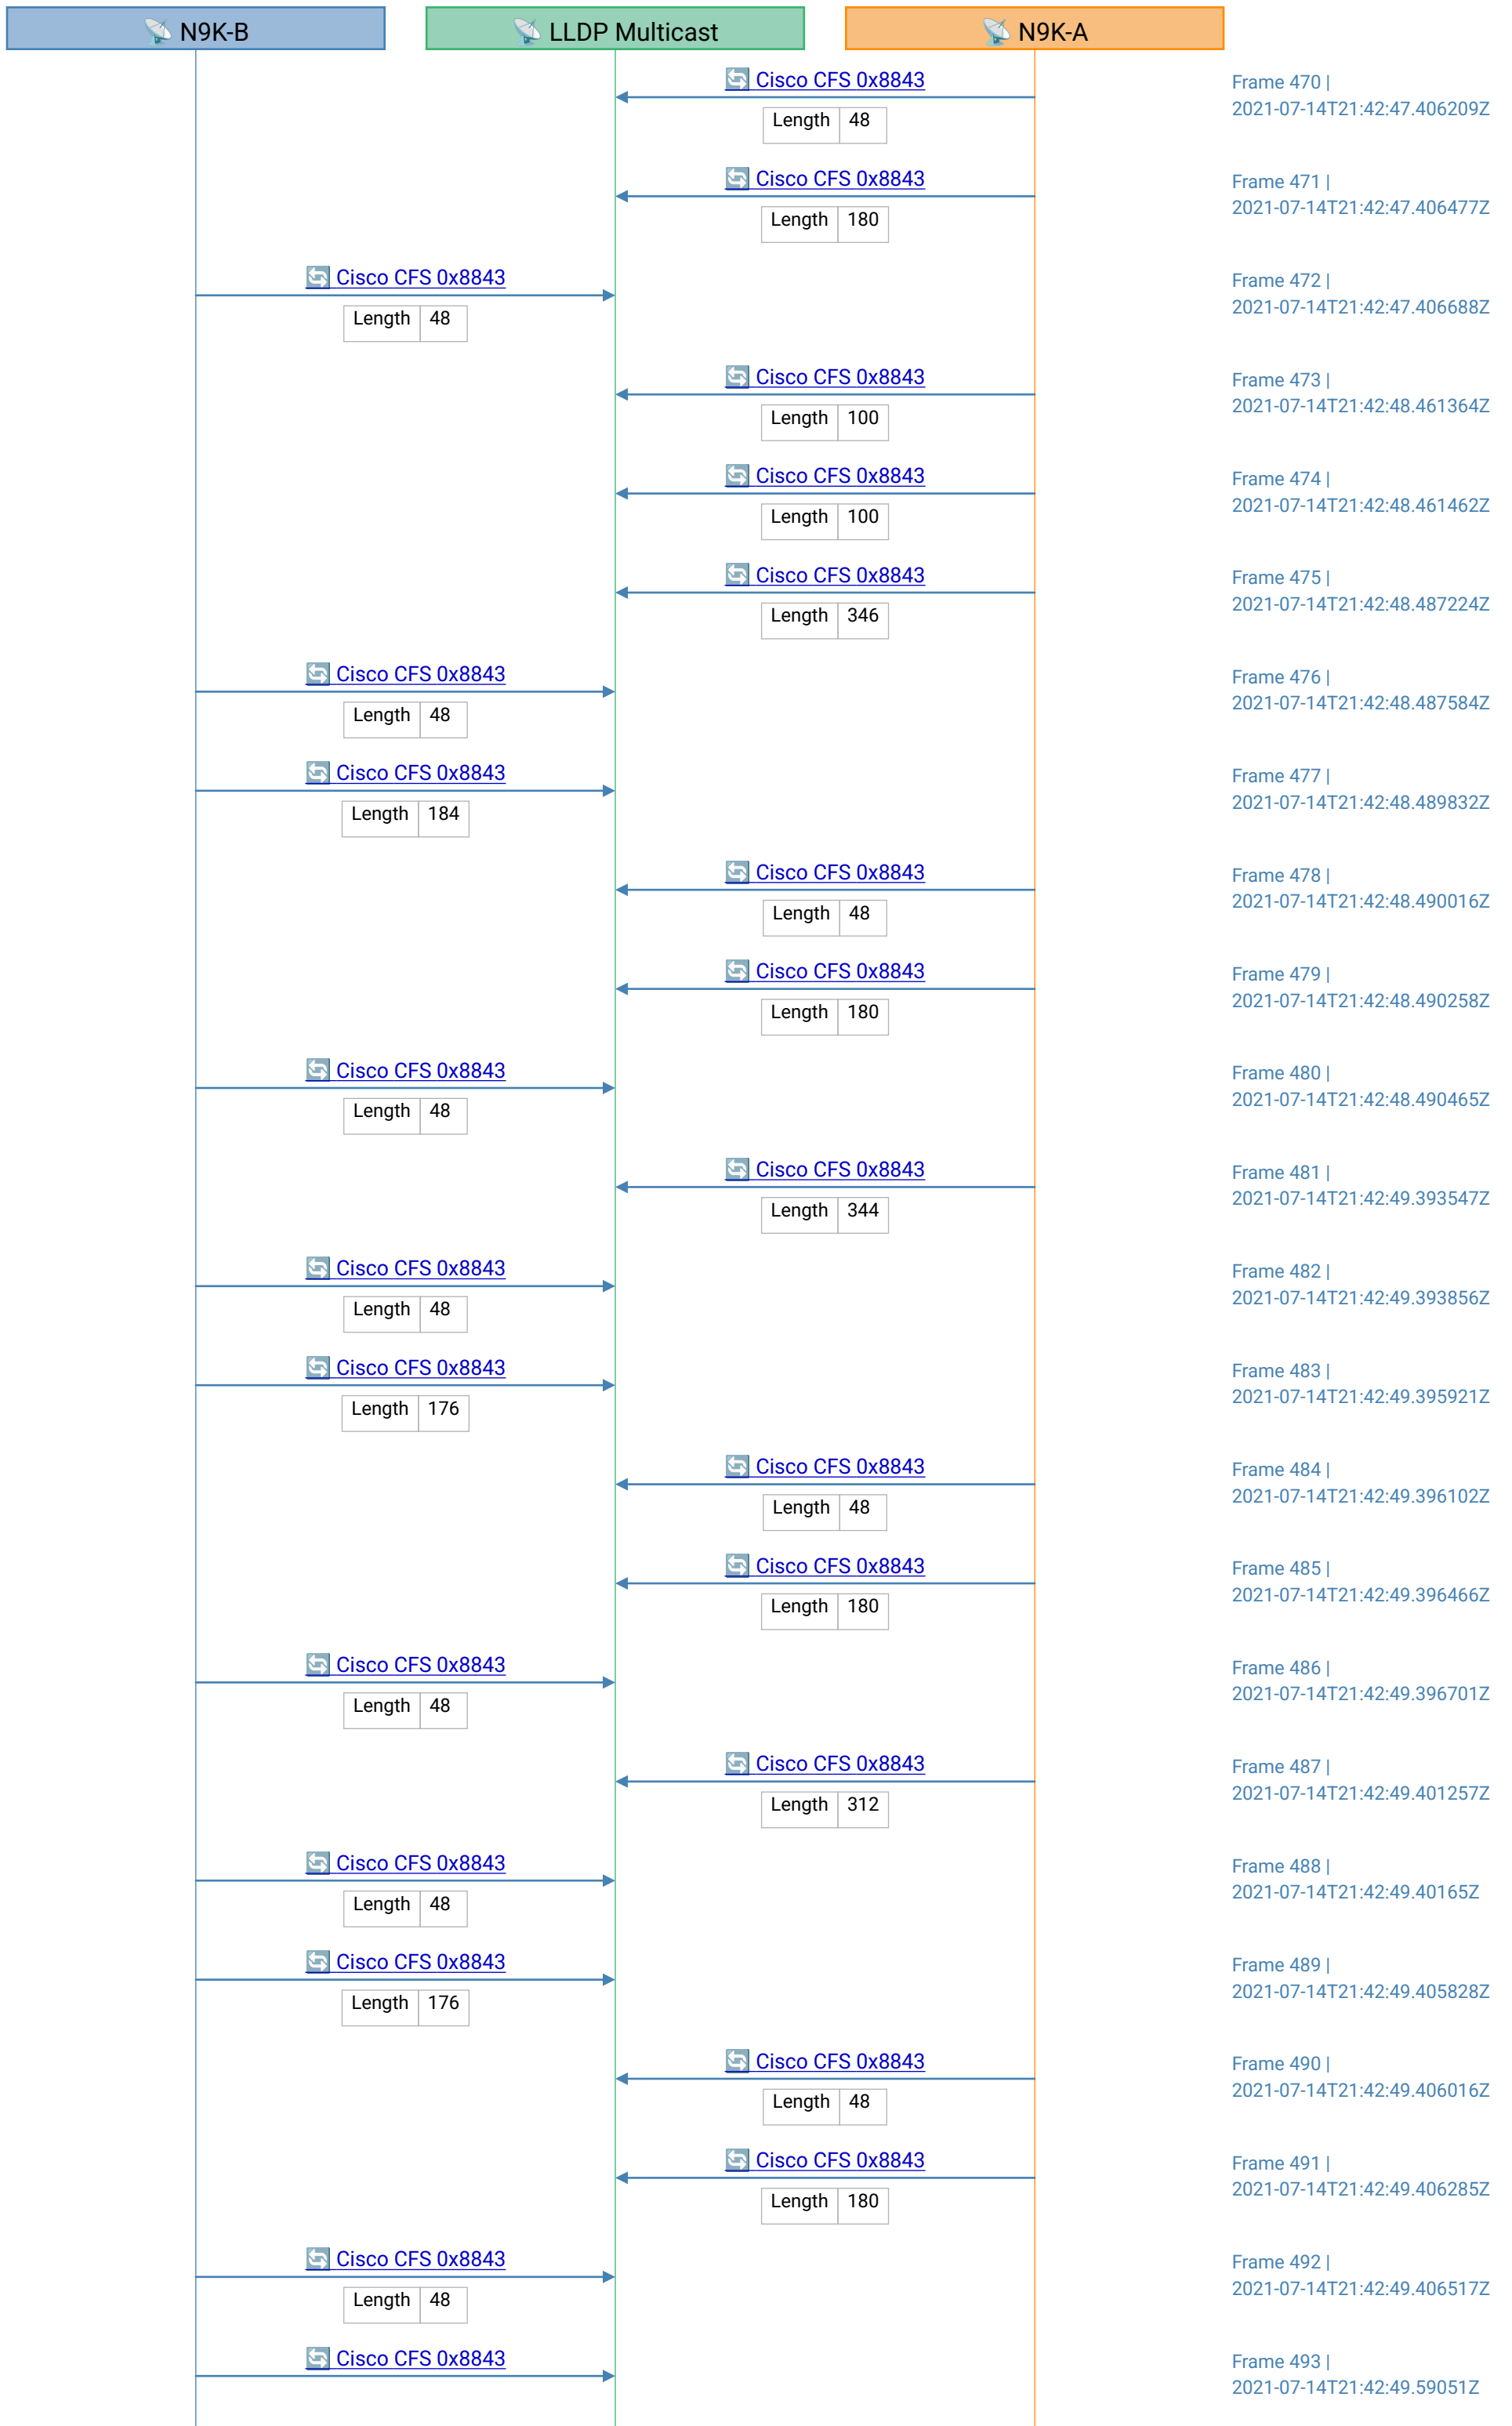 N9K-B
LLDP Multicast
N9K-A
Cisco CFS 0x8843
Frame 470 |
2021-07-14T21:42:47.406209Z
Length 48
Cisco CFS 0x8843
Frame 471 |
2021-07-14T21:42:47.406477Z
Length 180
Cisco CFS 0x8843
Frame 472 |
2021-07-14T21:42:47.406688Z
Length 48
Cisco CFS 0x8843
Frame 473 |
2021-07-14T21:42:48.461364Z
Length 100
Cisco CFS 0x8843
Frame 474 |
2021-07-14T21:42:48.461462Z
Length 100
Cisco CFS 0x8843
Frame 475 |
2021-07-14T21:42:48.487224Z
Length 346
Cisco CFS 0x8843
Frame 476 |
2021-07-14T21:42:48.487584Z
Length 48
Cisco CFS 0x8843
Frame 477 |
2021-07-14T21:42:48.489832Z
Length 184
Cisco CFS 0x8843
Frame 478 |
2021-07-14T21:42:48.490016Z
Length 48
Cisco CFS 0x8843
Frame 479 |
2021-07-14T21:42:48.490258Z
Length 180
Cisco CFS 0x8843
Frame 480 |
2021-07-14T21:42:48.490465Z
Length 48
Cisco CFS 0x8843
Frame 481 |
2021-07-14T21:42:49.393547Z
Length 344
Cisco CFS 0x8843
Frame 482 |
2021-07-14T21:42:49.393856Z
Length 48
Cisco CFS 0x8843
Frame 483 |
2021-07-14T21:42:49.395921Z
Length 176
Cisco CFS 0x8843
Frame 484 |
2021-07-14T21:42:49.396102Z
Length 48
Cisco CFS 0x8843
Frame 485 |
2021-07-14T21:42:49.396466Z
Length 180
Cisco CFS 0x8843
Frame 486 |
2021-07-14T21:42:49.396701Z
Length 48
Cisco CFS 0x8843
Frame 487 |
2021-07-14T21:42:49.401257Z
Length 312
Cisco CFS 0x8843
Frame 488 |
2021-07-14T21:42:49.40165Z
Length 48
Cisco CFS 0x8843
Frame 489 |
2021-07-14T21:42:49.405828Z
Length 176
Cisco CFS 0x8843
Frame 490 |
2021-07-14T21:42:49.406016Z
Length 48
Cisco CFS 0x8843
Frame 491 |
2021-07-14T21:42:49.406285Z
Length 180
Cisco CFS 0x8843
Frame 492 |
2021-07-14T21:42:49.406517Z
Length 48
Cisco CFS 0x8843
Frame 493 |
2021-07-14T21:42:49.59051Z